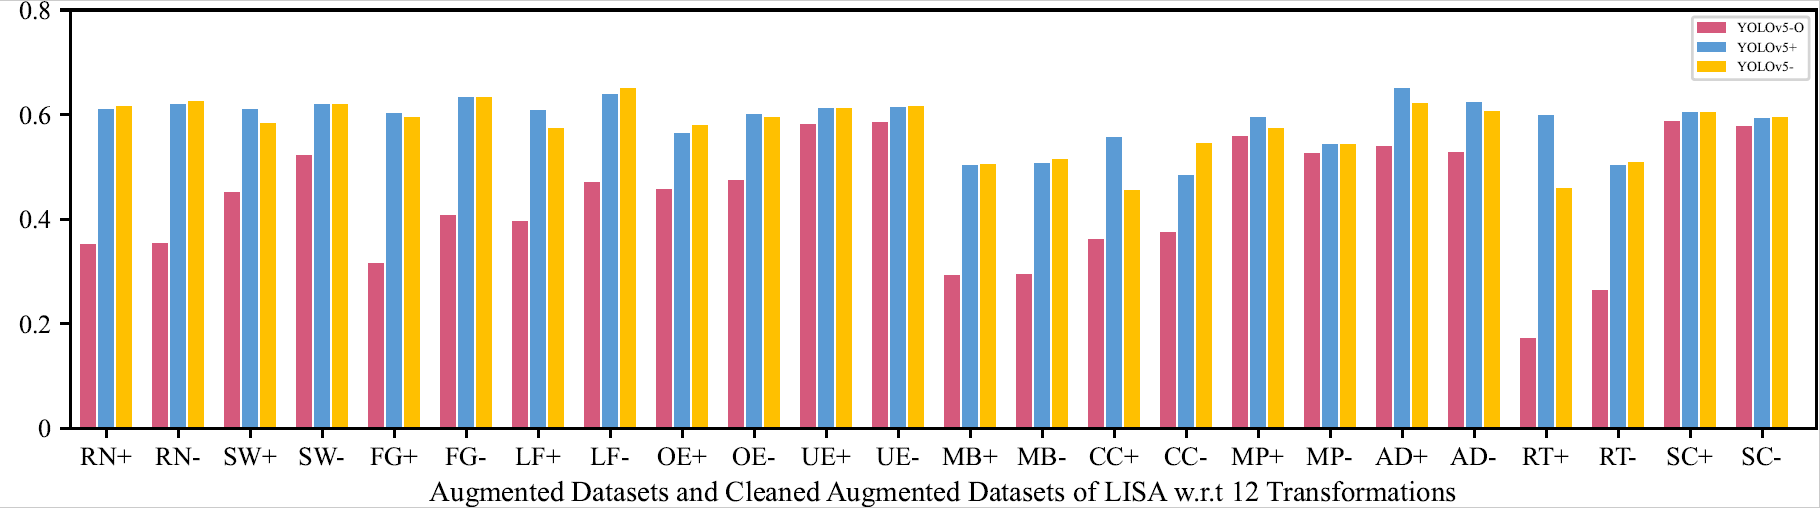 0.8
YOLOv5-O
YOLOv5+
YOLOv5-
0.6
0.4
0.2
0
RN+ RN- SW+ SW- FG+ FG- LF+ LF- OE+ OE- UE+ UE- MB+ MB- CC+ CC- MP+ MP- AD+ AD- RT+ RT- SC+ SC-
Augmented Datasets and Cleaned Augmented Datasets of LISA w.r.t 12 Transformations